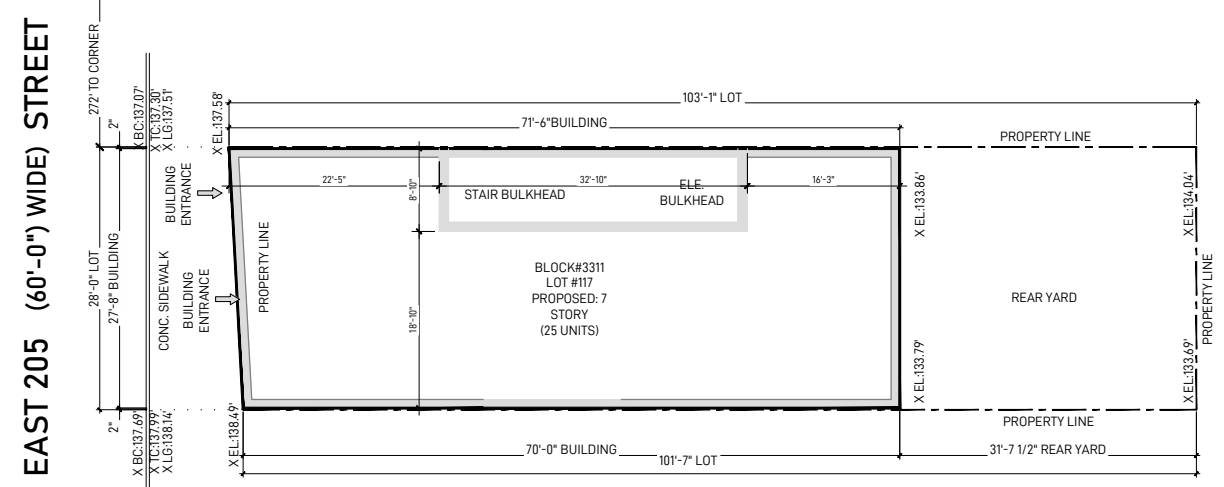 EAST 205 (60'-0") WIDE) STREET
272' TO CORNER
2"
X BC:137.07'
X TC:137.30'
X LG:137.51'
X EL:137.58'
103'-1" LOT
71'-6"BUILDING
PROPERTY LINE
BUILDING
ENTRANCE
22'-5"
8'-10"
32'-10"
16'-3"
STAIR BULKHEAD
ELE.
BULKHEAD
X EL:133.86'
X EL:134.04'
28'-0" LOT
27'-8" BUILDING
CONC. SIDEWALK
BUILDING
ENTRANCE
PROPERTY LINE
BLOCK#3311
LOT #117
PROPOSED: 7
STORY
(25 UNITS)
REAR YARD
PROPERTY LINE
18'-10"
X EL:133.79'
X EL:133.69'
2"
X BC:137.69'
X TC:137.99'
X LG:138.14'
X EL:138.49'
PROPERTY LINE
70'-0" BUILDING
31'-7 1/2" REAR YARD
101'-7" LOT